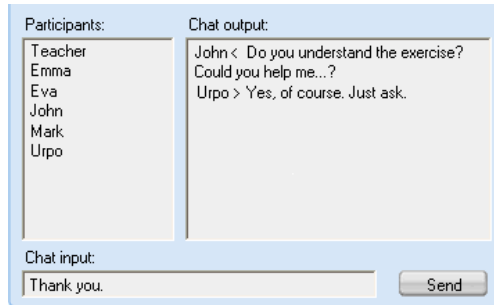 Participants:
Teacher
Emma
Eva
John
Mark
Urpo
Chat output:
John < Do you understand the exercise?
Could you help me...?
Urpo > Yes, of course. Just ask.
Chat input:
Thank you.
Send